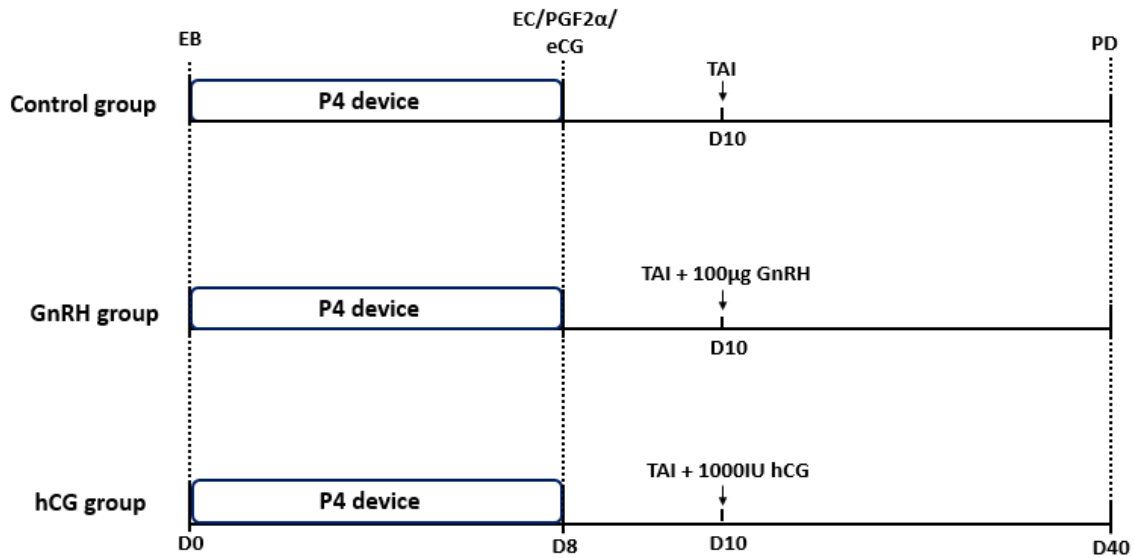 EC/PGF2α/
eCG
EB
PD
TAI
Control group
P4 device
D10
TAI + 100µg GnRH
GnRH group
P4 device
D10
TAI + 1000IU hCG
hCG group
P4 device
D0
D8
D10
D40